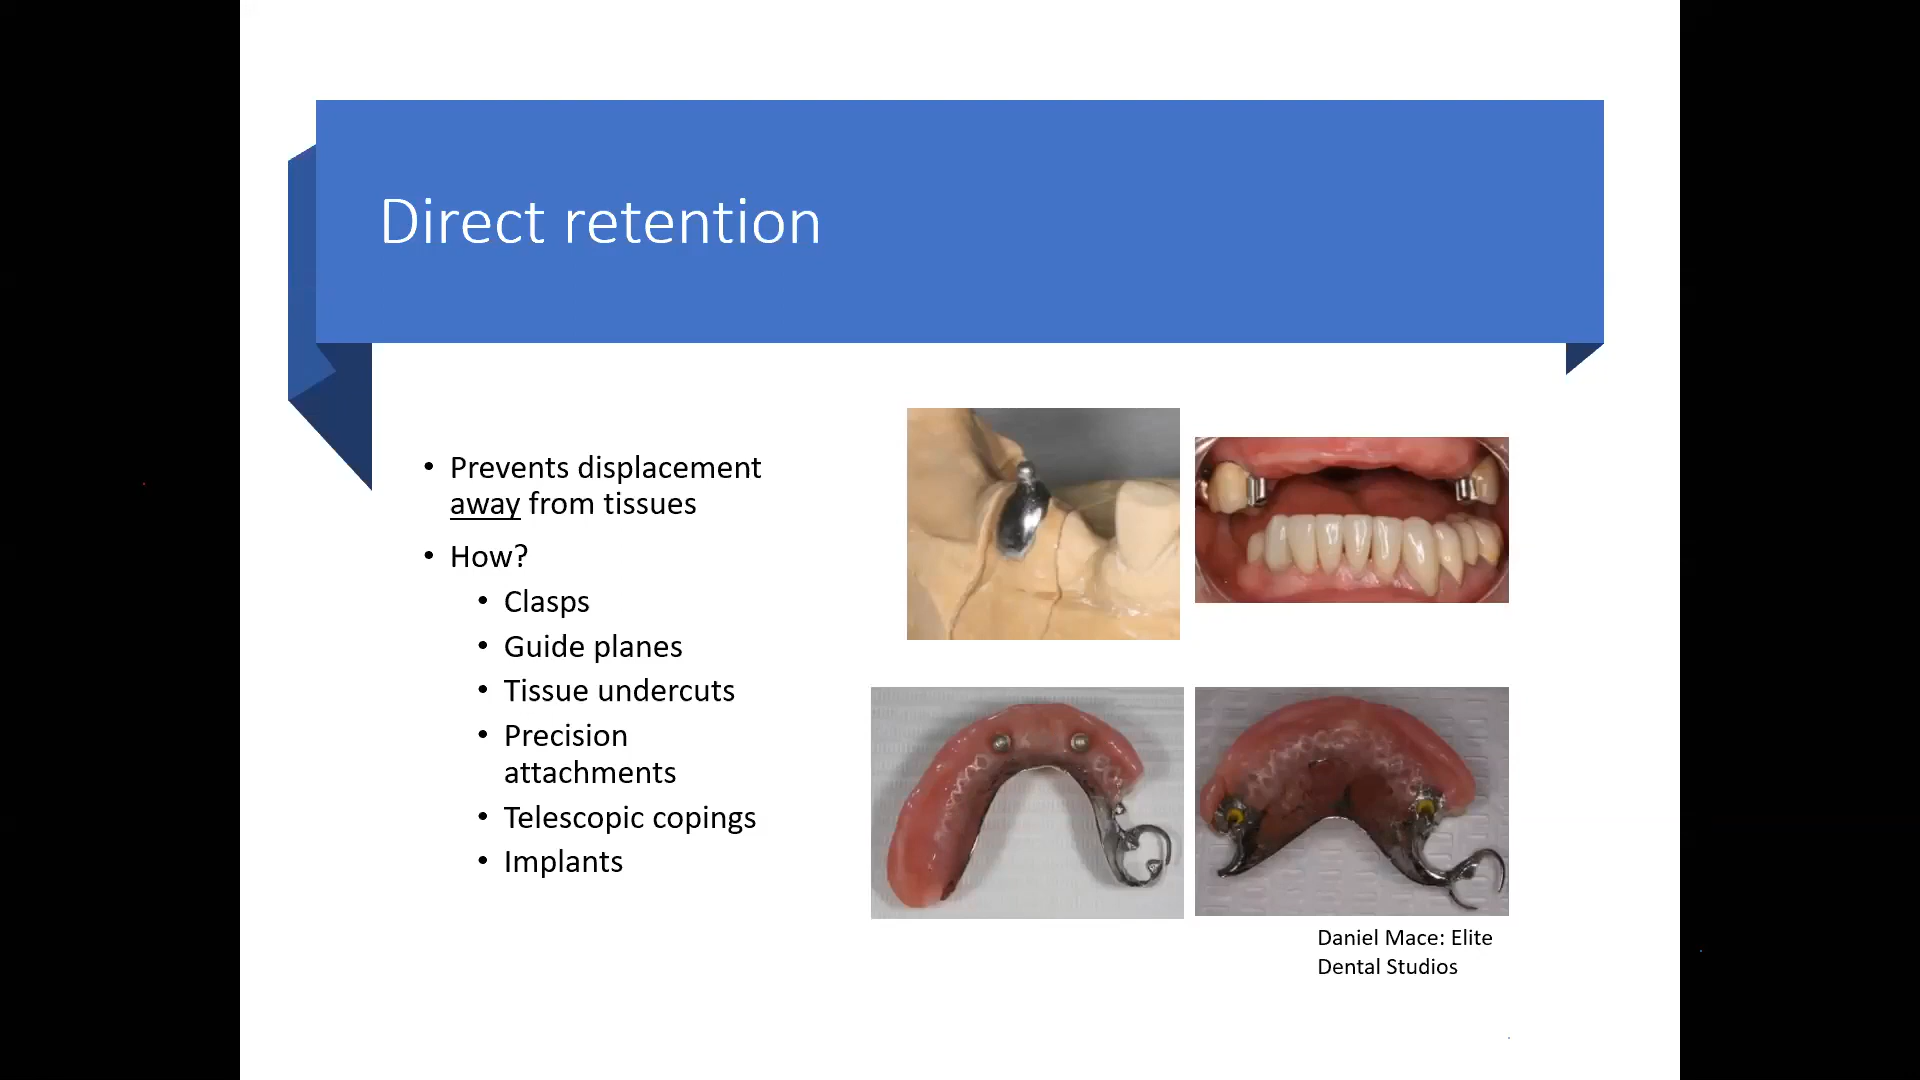 Direct retention
• Prevents displacement
away from tissues
• How?
• Clasps
• Guide planes
• Tissue undercuts
• Precision
attachments
• Telescopic copings
• Implants
Daniel Mace: Elite
Dental Studios